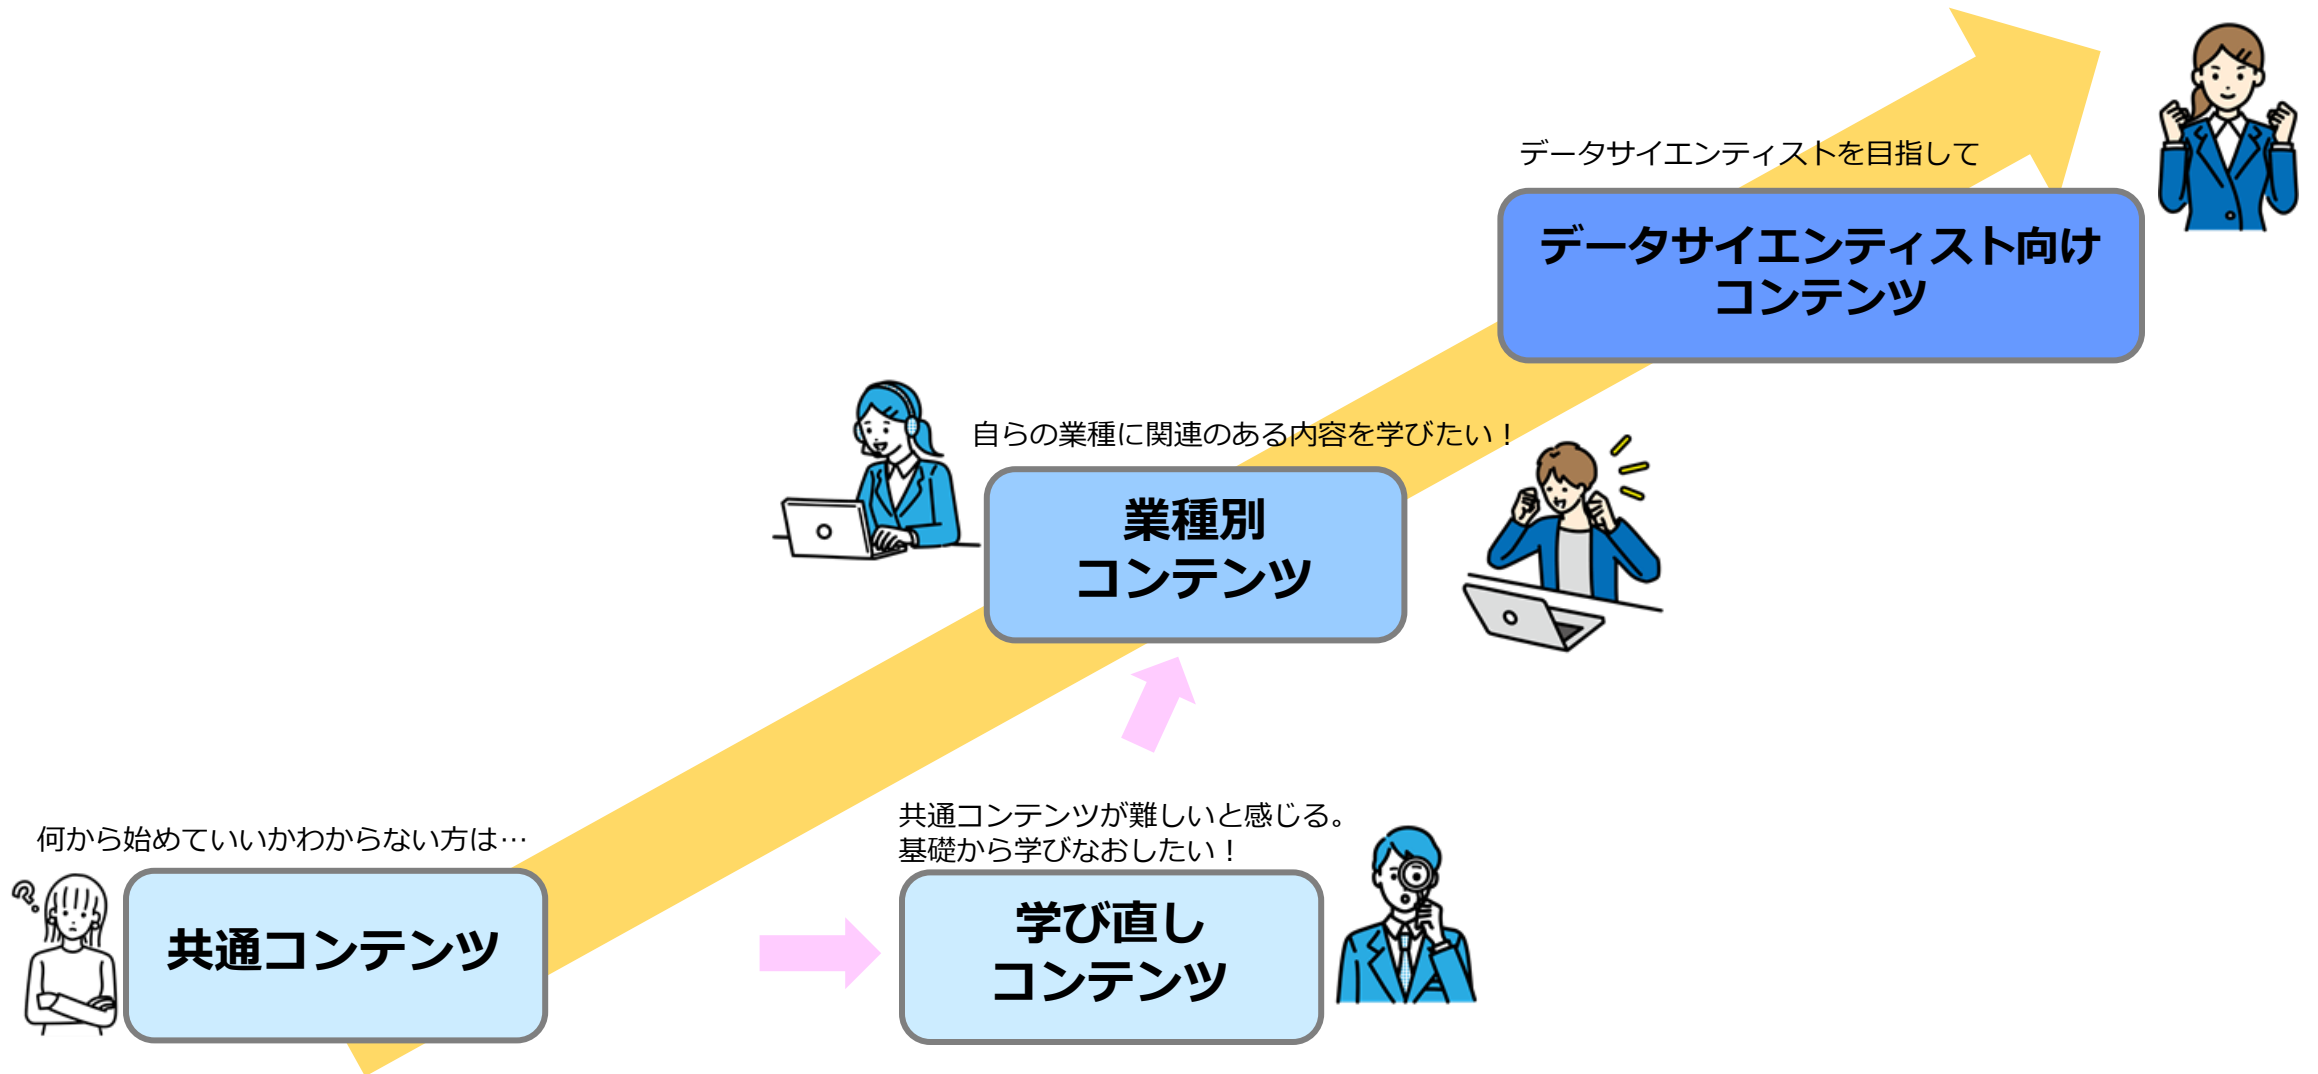 データサイエンティストを目指して
データサイエンティスト向け
コンテンツ
自らの業種に関連のある内容を学びたい！
業種別
コンテンツ
何から始めていいかわからない方は…
共通コンテンツ
共通コンテンツが難しいと感じる。
基礎から学びなおしたい！
学び直し
コンテンツ